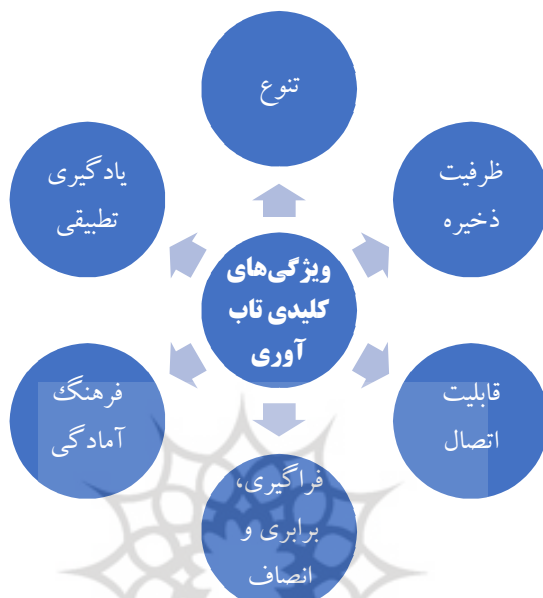 تنوع
ظرفیت
ذخیره
قابلیت
اتصال
فراگیری،
برابری و
انصاف
فرهنگ
آمادگی
یادگیری
تطبیقی
ویژگی‌های
کلیدی تاب
آوری